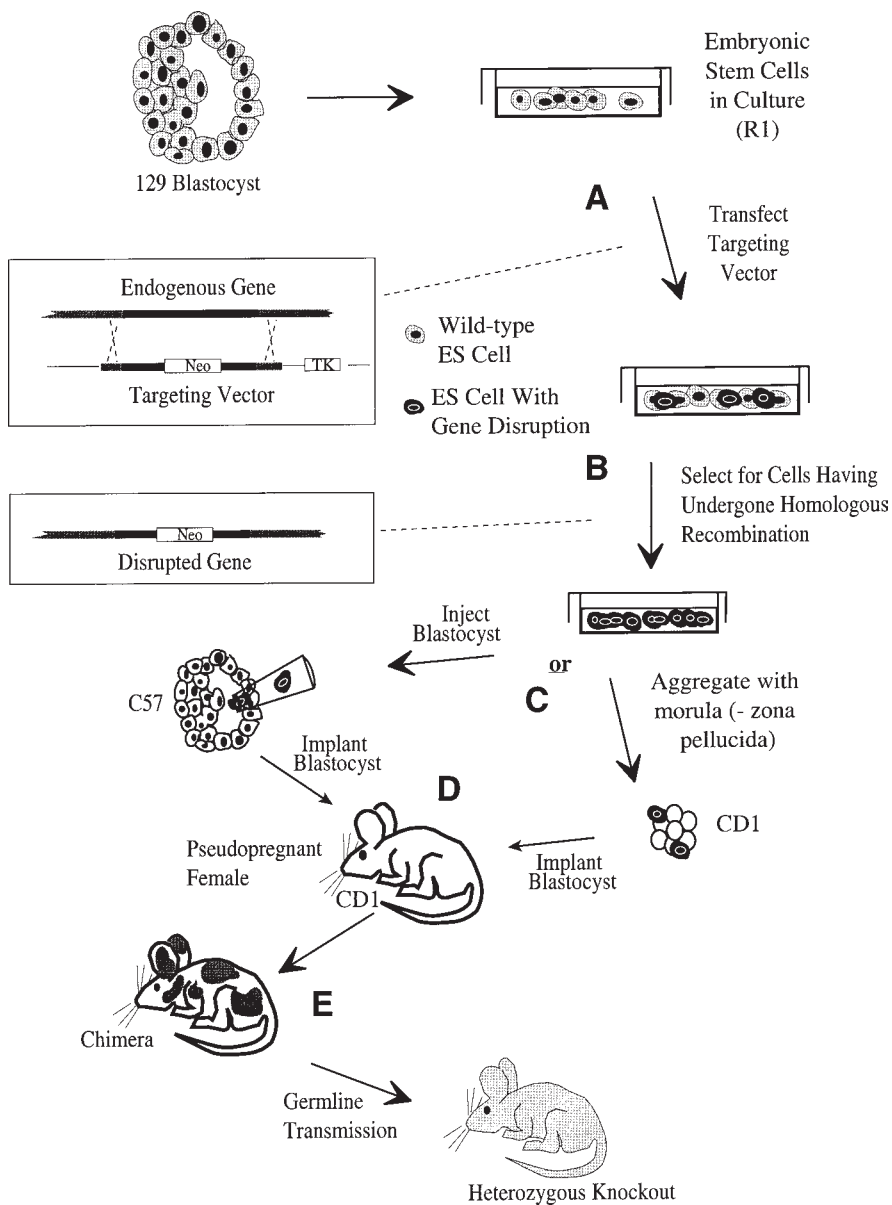 129 Blastocyst
Embryonic
Stem Cells
in Culture
(R1)
A
Transfect
Targeting
Vector
Endogenous Gene
Neo
TK
Targeting Vector
Wild-type
ES Cell
ES Cell With
Gene Disruption
B
Select for Cells Having
Undergone Homologous
Recombination
Neo
Disrupted Gene
Inject
Blastocyst
or
C
C57
Aggregate with
morula (- zona
pellucida)
Implant
Blastocyst
D
CD1
Pseudopregnant
Female
CD1
Implant
Blastocyst
E
Chimera
Germline
Transmission
Heterozygous Knockout